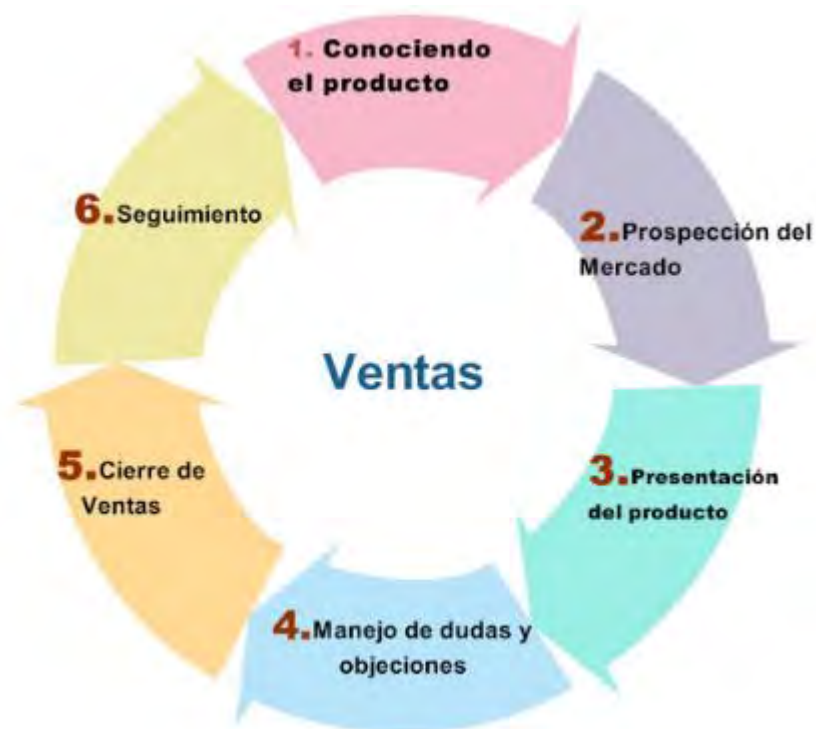 1. Conociendo
el producto
2.Prospección del
Mercado
3.Presentación
del producto
4.Manejo de dudas y
objeciones
5.Cierre de
Ventas
6.Seguimiento
Ventas